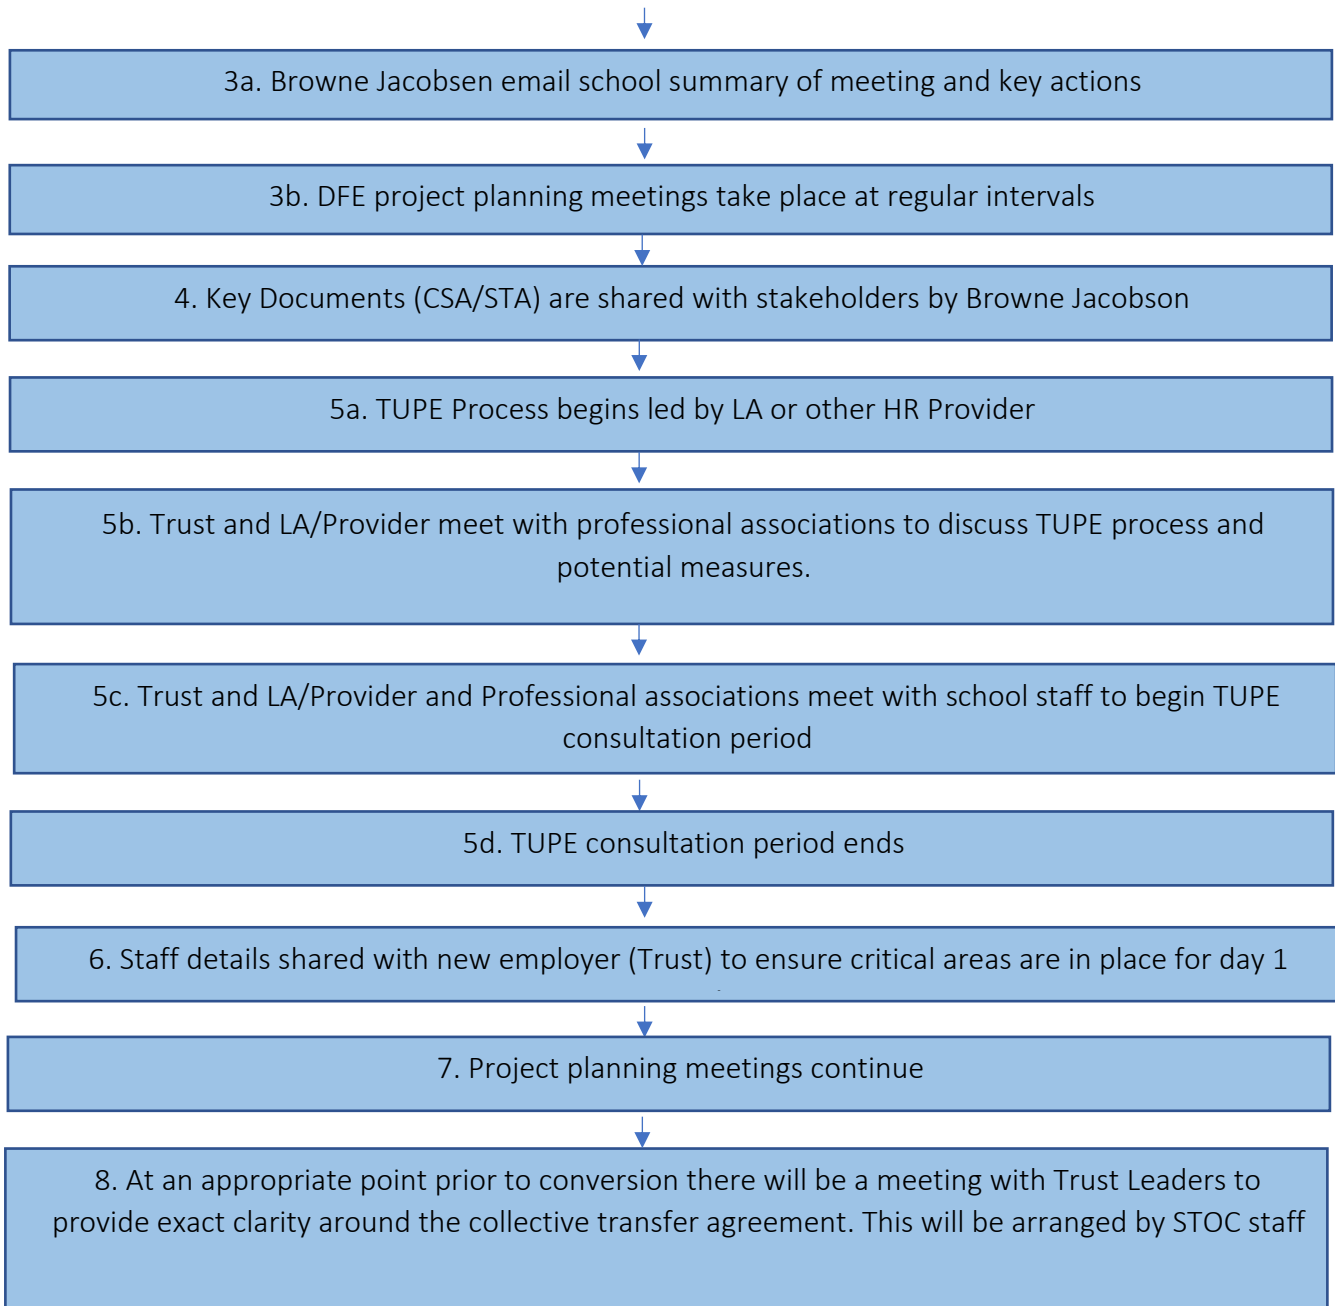 3a. Browne Jacobsen email school summary of meeting and key actions
3b. DFE project planning meetings take place at regular intervals
4. Key Documents (CSA/STA) are shared with stakeholders by Browne Jacobson
5a. TUPE Process begins led by LA or other HR Provider
5b. Trust and LA/Provider meet with professional associations to discuss TUPE process and
potential measures.
5c. Trust and LA/Provider and Professional associations meet with school staff to begin TUPE
consultation period
5d. TUPE consultation period ends
6. Staff details shared with new employer (Trust) to ensure critical areas are in place for day 1
7. Project planning meetings continue
8. At an appropriate point prior to conversion there will be a meeting with Trust Leaders to
provide exact clarity around the collective transfer agreement. This will be arranged by STOC staff